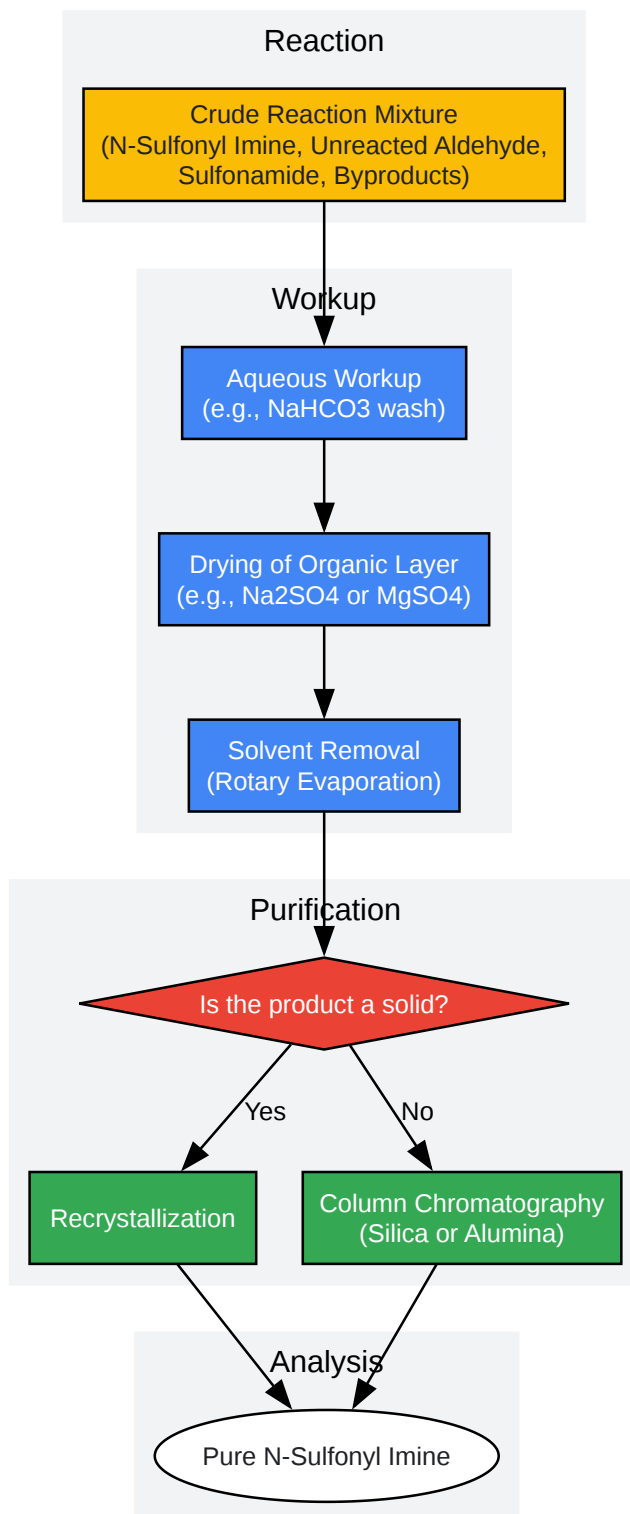 Reaction
Crude Reaction Mixture
(N-Sulfonyl Imine, Unreacted Aldehyde,
Sulfonamide, Byproducts)
Workup
Aqueous Workup
(e.g., NaHCO3 wash)
Drying of Organic Layer
(e.g., Na2SO4 or MgSO4)
Solvent Removal
(Rotary Evaporation)
Purification
Is the product a solid?
Yes
No
Recrystallization
Column Chromatography
(Silica or Alumina)
Analysis
Pure N-Sulfonyl Imine